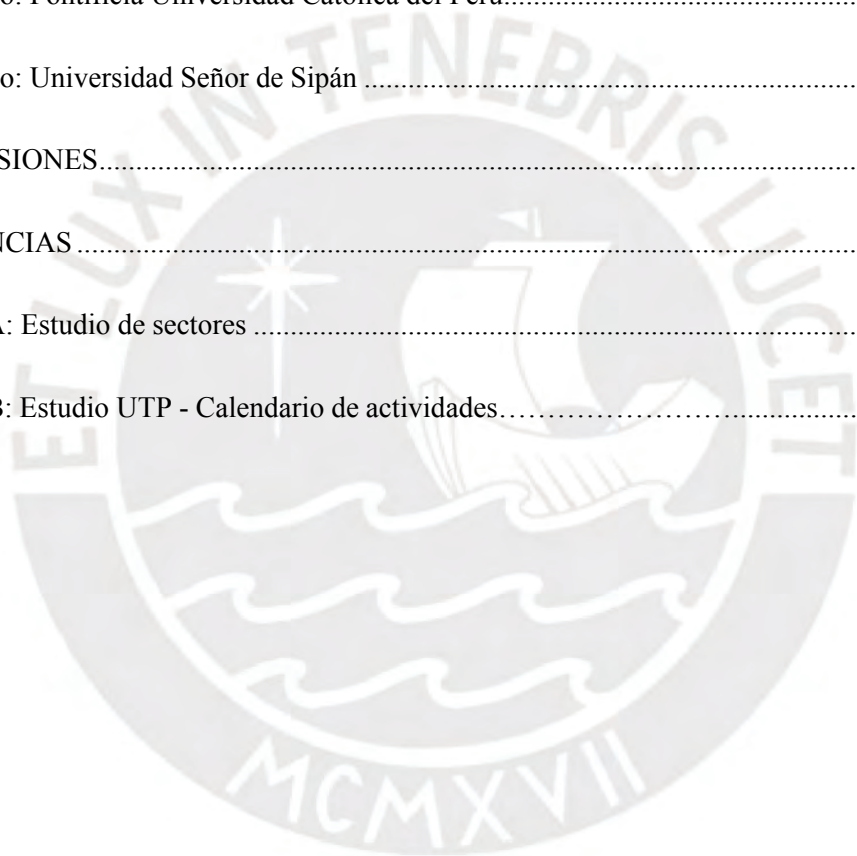 o: Pontificia Universidad Católica del Perú....................................................
o: Universidad Señor de Sipán ......................................................................
SIONES.........................................................................................................
NCIAS ............................................................................................................
A: Estudio de sectores ....................................................................................
B: Estudio UTP - Calendario de actividades……………………..................
ET LUX IN TENEBRIS LUCET
MCMXVII